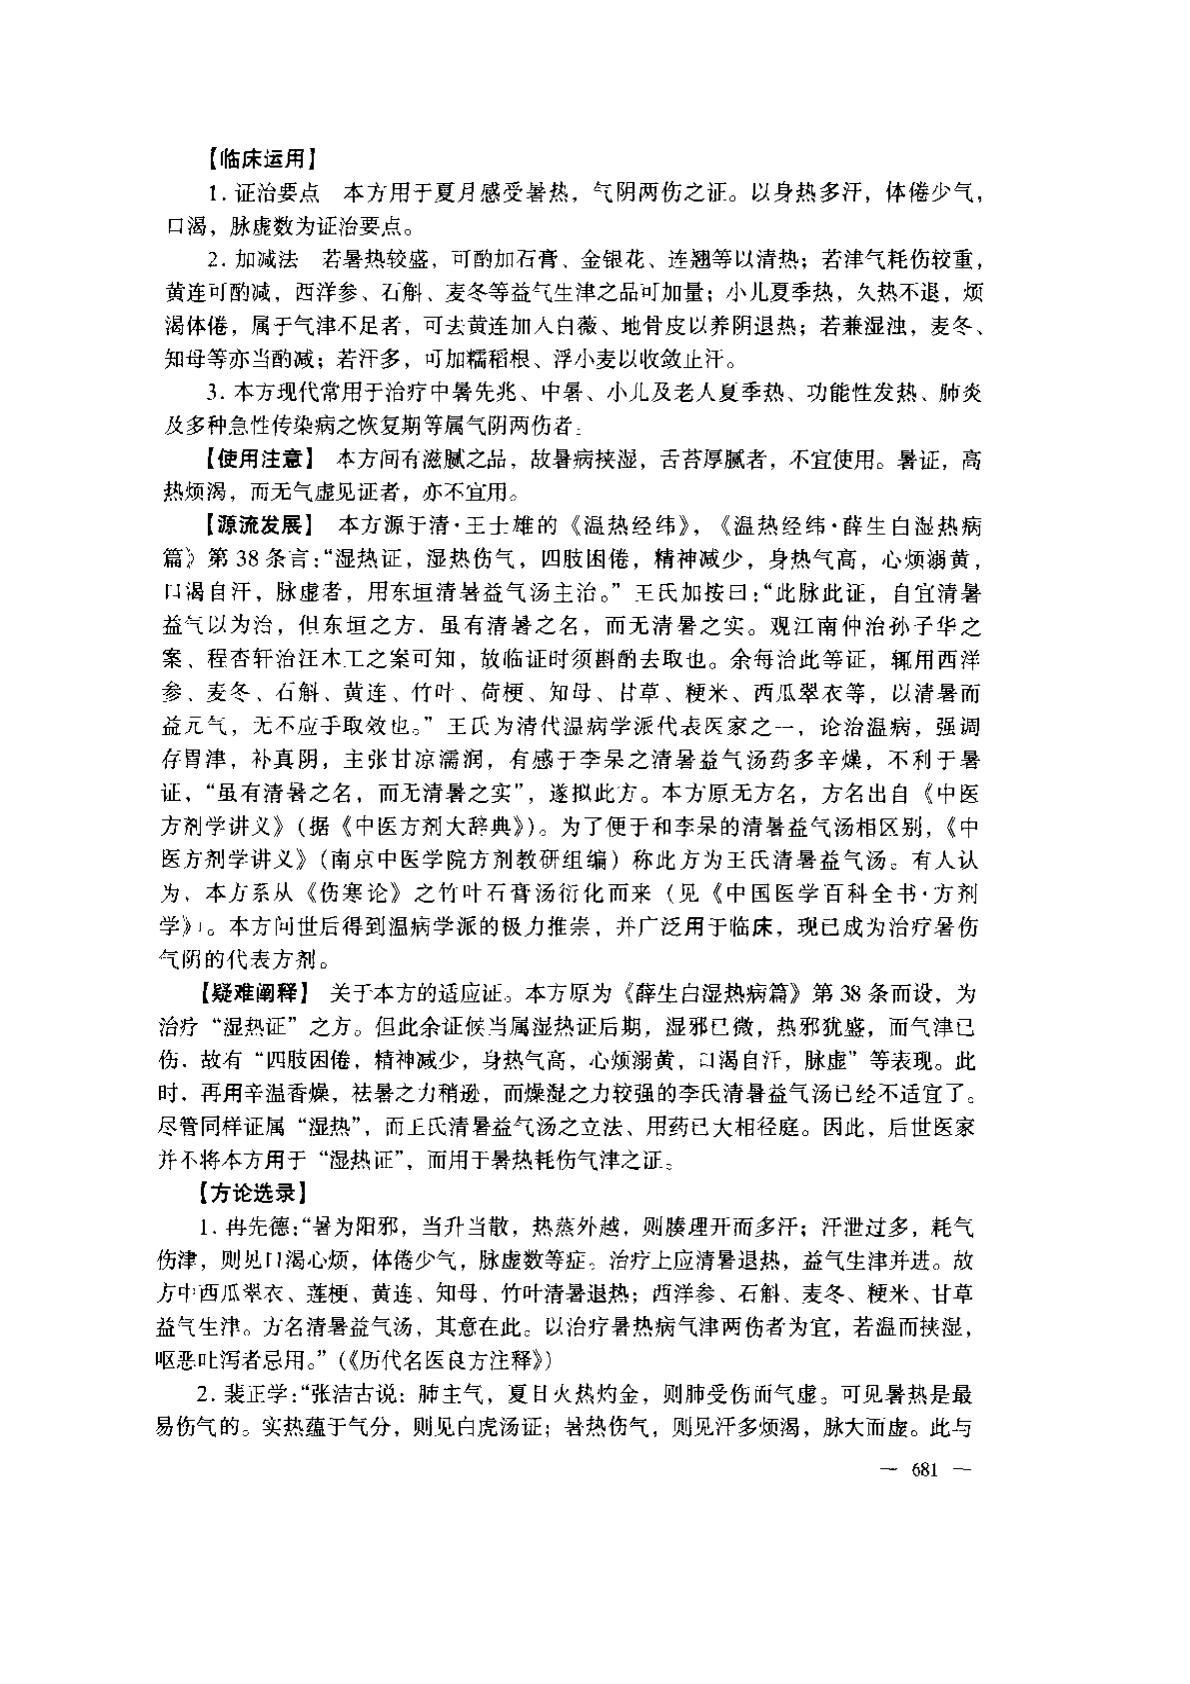 【临床运用】
1. 证治要点 本方用于夏月感受暑热，气阴两伤之证。以身热多汗，体倦少气，
口渴，脉虚数为证治要点。
2. 加减法 若暑热较盛，可酌加石膏、金银花、连翘等以清热；若津气耗伤较重，
黄连可酌减，西洋参、石斛、麦冬等益气生津之品可加量；小儿夏季热，久热不退，烦
渴体倦，属于气津不足者，可去黄连加入白薇、地骨皮以养阴退热；若兼湿浊，麦冬、
知母等亦当酌减；若汗多，可加糯稻根、浮小麦以收敛止汗。
3. 本方现代常用于治疗中暑先兆、中暑、小儿及老人夏季热、功能性发热、肺炎
及多种急性传染病之恢复期等属气阴两伤者。
【使用注意】 本方间有滋腻之品，故暑病挟湿，舌苔厚腻者，不宜使用。暑证，高
热烦渴，而无气虚见证者，亦不宜用。
【源流发展】 本方源于清·王士雄的《温热经纬》，《温热经纬·薛生白湿热病
篇》第 38 条言：“湿热证，湿热伤气，四肢困倦，精神减少，身热气高，心烦溺黄，
口渴自汗，脉虚者，用东垣清暑益气汤主治。”王氏加按曰：“此脉此证，自宜清暑
益气以为治，但东垣之方，虽有清暑之名，而无清暑之实。观江南仲治孙子华之
案、程杏轩治汪木工之案可知，故临证时须斟酌去取也。余每治此等证，辄用西洋
参、麦冬、石斛、黄连、竹叶、荷梗、知母、甘草、粳米、西瓜翠衣等，以清暑而
益元气，无不应手取效也。”王氏为清代温病学派代表医家之一，论治温病，强调
存胃津，补真阴，主张甘凉濡润，有感于李杲之清暑益气汤药多辛燥，不利于暑
证，“虽有清暑之名，而无清暑之实”，遂拟此方。本方原无方名，方名出自《中医
方剂学讲义》（据《中医方剂大辞典》）。为了便于和李杲的清暑益气汤相区别，《中
医方剂学讲义》（南京中医学院方剂教研组编）称此方为王氏清暑益气汤。有人认
为，本方系从《伤寒论》之竹叶石膏汤衍化而来（见《中国医学百科全书·方剂
学》）。本方问世后得到温病学派的极力推崇，并广泛用于临床，现已成为治疗暑伤
气阴的代表方剂。
【疑难阐释】 关于本方的适应证。本方原为《薛生白湿热病篇》第 38 条而设，为
治疗“湿热证”之方。但此余证候当属湿热证后期，湿邪已微，热邪犹盛，而气津已
伤，故有“四肢困倦，精神减少，身热气高，心烦溺黄，口渴自汗，脉虚”等表现。此
时，再用辛温香燥，祛暑之力稍逊，而燥湿之力较强的李氏清暑益气汤已经不适宜了。
尽管同样证属“湿热”，而王氏清暑益气汤之立法、用药已大相径庭。因此，后世医家
并不将本方用于“湿热证”，而用于暑热耗伤气津之证。
【方论选录】
1. 冉先德：“暑为阳邪，当升当散，热蒸外越，则腠理开而多汗；汗泄过多，耗气
伤津，则见口渴心烦，体倦少气，脉虚数等症。治疗上应清暑退热，益气生津并进。故
方中西瓜翠衣、莲梗、黄连、知母、竹叶清暑退热；西洋参、石斛、麦冬、粳米、甘草
益气生津。方名清暑益气汤，其意在此。以治疗暑热病气津两伤者为宜，若温而挟湿，
呕恶吐泻者忌用。”（《历代名医良方注释》）
2. 裴正学：“张洁古说：肺主气，夏日火热灼金，则肺受伤而气虚。可见暑热是最
易伤气的。实热蕴于气分，则见白虎汤证；暑热伤气，则见汗多烦渴，脉大而虚。此与
— 681 —